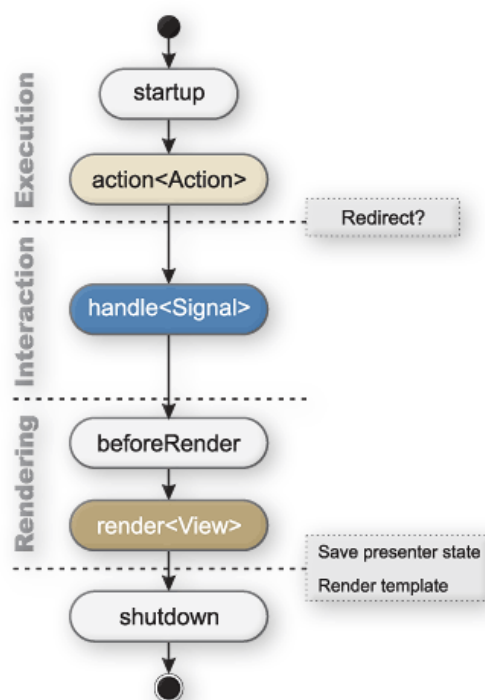 Execution
startup
action<Action>
Redirect?
Interaction
handle<Signal>
Rendering
beforeRender
render<View>
Save presenter state
Render template
shutdown